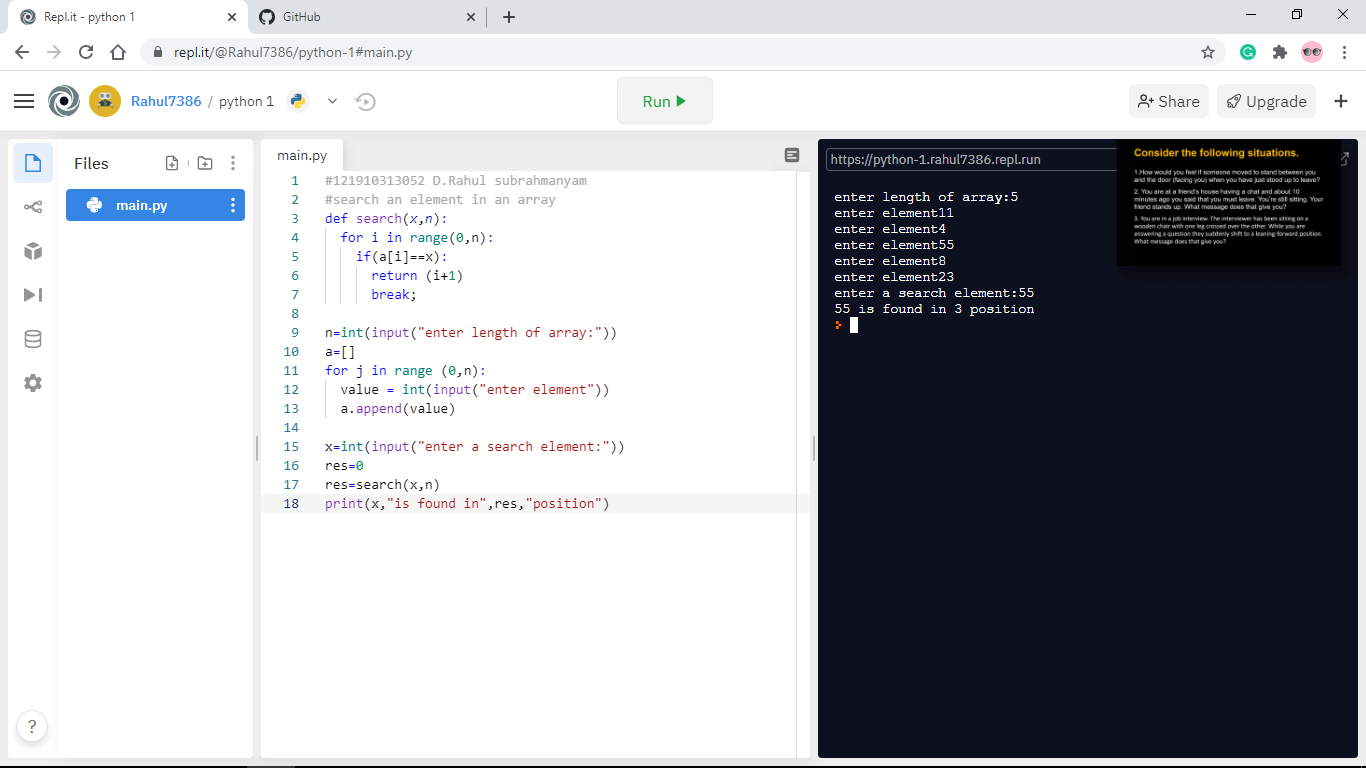 Repl.it - python 1
GitHub
repl.it/@Rahul7386/python-1#main.py
Rahul7386 / python 1
Run
Share
Upgrade
Files
main.py
main.py
1 #121910313052 D.Rahul subrahmanyam
2 #search an element in an array
3 def search(x,n):
4 for i in range(0,n):
5 if(a[i]==x):
6 return (i+1)
7 break;
8
9 n=int(input("enter length of array:"))
10 a=[]
11 for j in range (0,n):
12 value = int(input("enter element"))
13 a.append(value)
14
15 x=int(input("enter a search element:"))
16 res=0
17 res=search(x,n)
18 print(x,"is found in",res,"position")
?
https://python-1.rahul7386.repl.run
enter length of array:5
enter element11
enter element4
enter element55
enter element8
enter element23
enter a search element:55
55 is found in 3 position
Consider the following situations.
1.How would you feel if someone moved to stand between you
and the door (facing you) when you have just stood up to leave?
2. You are at a friend's house having a chat and about 10
minutes ago you said that you must leave. You're still sitting. Your
friend stands up. What message does that give you?
3. You are in a job interview. The interviewer has been sitting on a
wooden chair with one leg crossed over the other. While you are
answering a question they suddenly shift to a leaning-forward position.
What message does that give you?